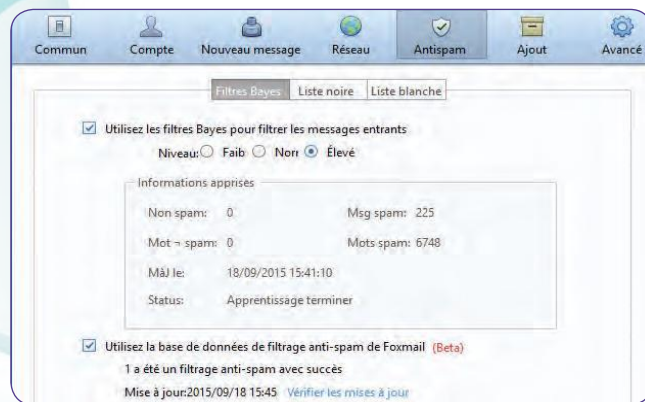 Commun Compte Nouveau message Réseau Antispam Ajout Avancé
Filtres Bayes Liste noire Liste blanche
Utilisez les filtres Bayes pour filtrer les messages entrants
Niveau: Faib Norr Élevé
Informations apprises
Non spam: 0 Msg spam: 225
Mot ¬ spam: 0 Mots spam: 6748
MàJ le: 18/09/2015 15:41:10
Status: Apprentissage terminer
Utilisez la base de données de filtrage anti-spam de Foxmail (Beta)
1 a été un filtrage anti-spam avec succès
Mise à jour:2015/09/18 15:45 Vérifier les mises à jour